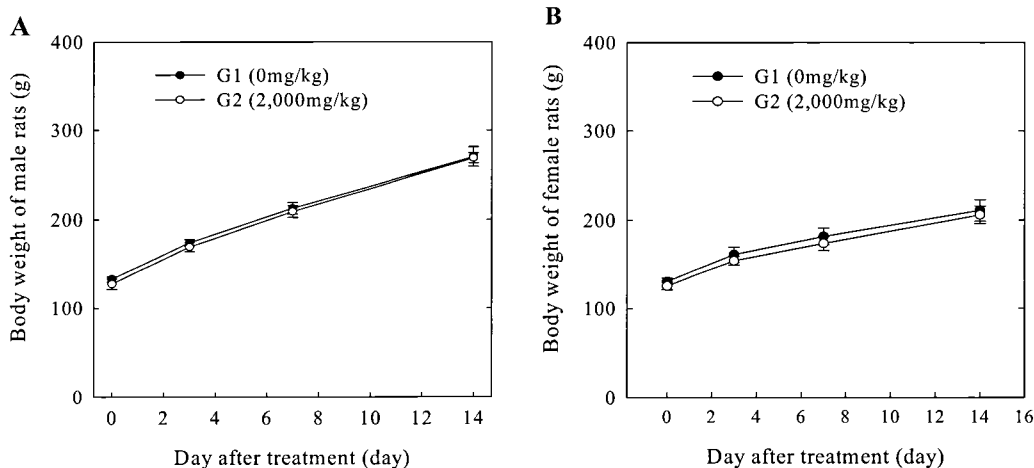 A
400
300
200
100
0
Body weight of male rats (g)
G1 (0mg/kg)
G2 (2,000mg/kg)
0 2 4 6 8 10 12 14
Day after treatment (day)
B
400
300
200
100
0
Body weight of female rats (g)
G1 (0mg/kg)
G2 (2,000mg/kg)
0 2 4 6 8 10 12 14 16
Day after treatment (day)